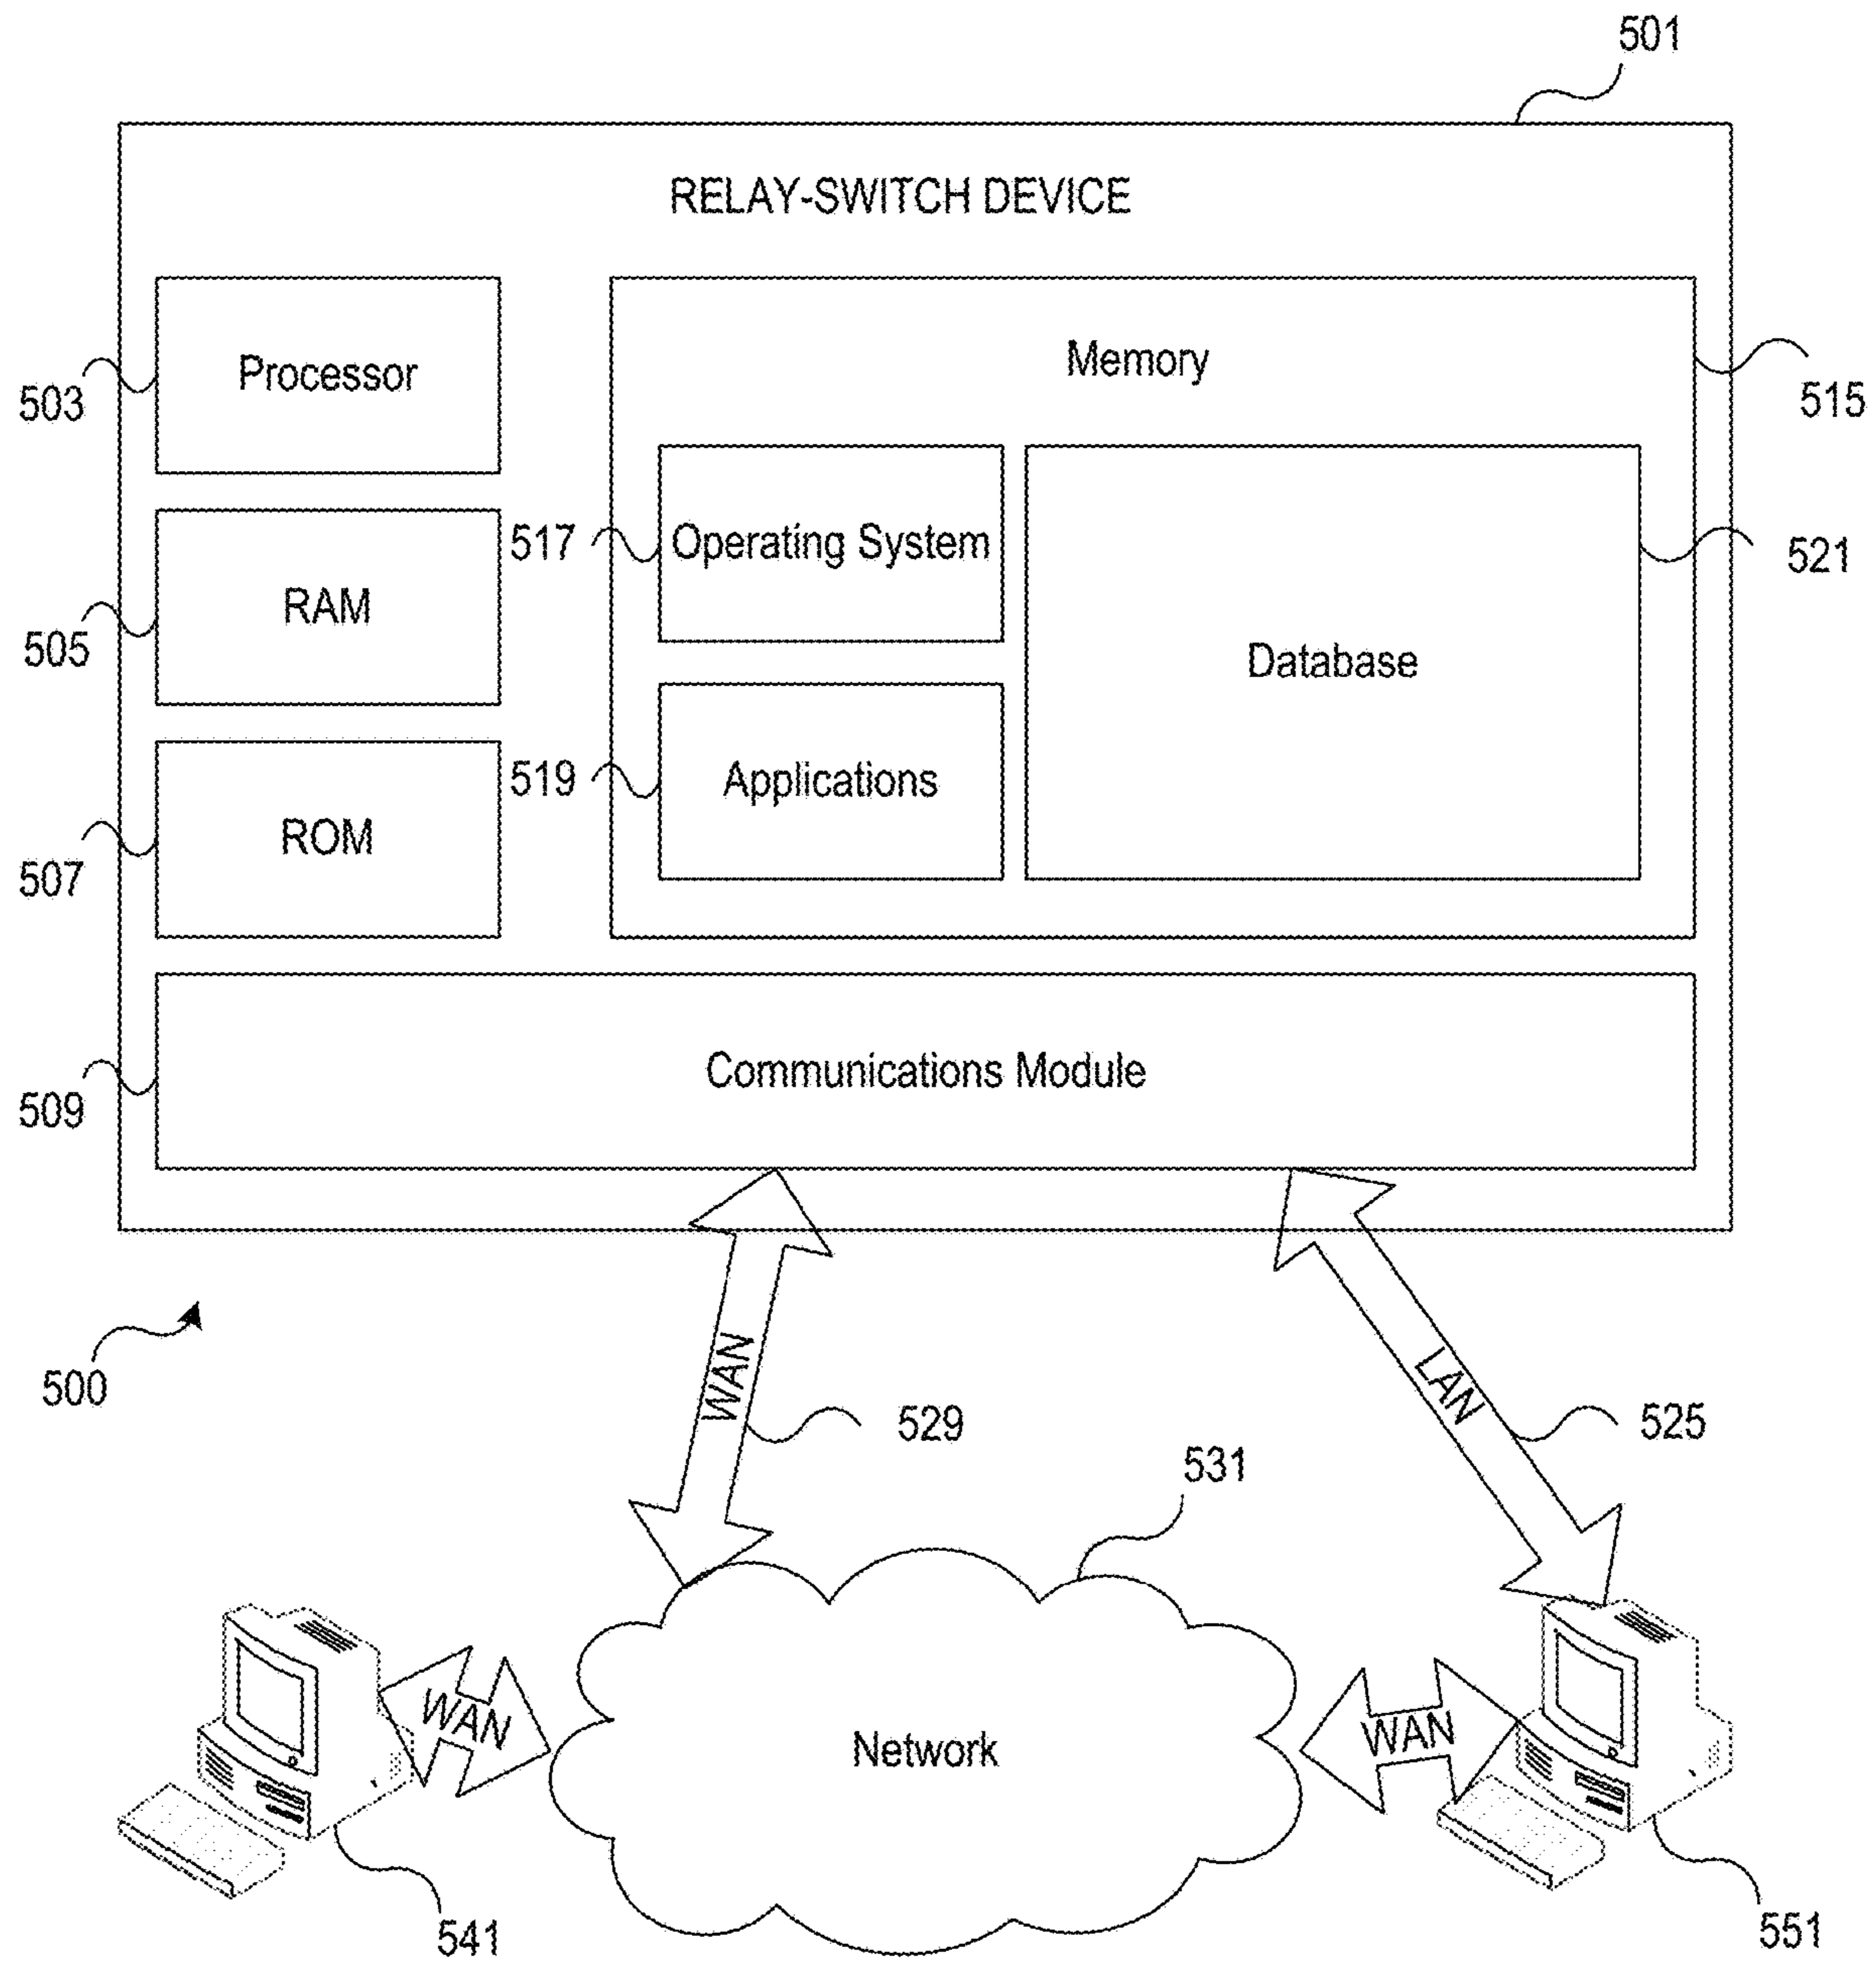 501
RELAY-SWITCH DEVICE
Processor
Memory
503
515
517
Operating System
521
RAM
505
Database
519
Applications
ROM
507
Communications Module
509
WAN
LAN
500
529
525
531
WAN
Network
WAN
541
551